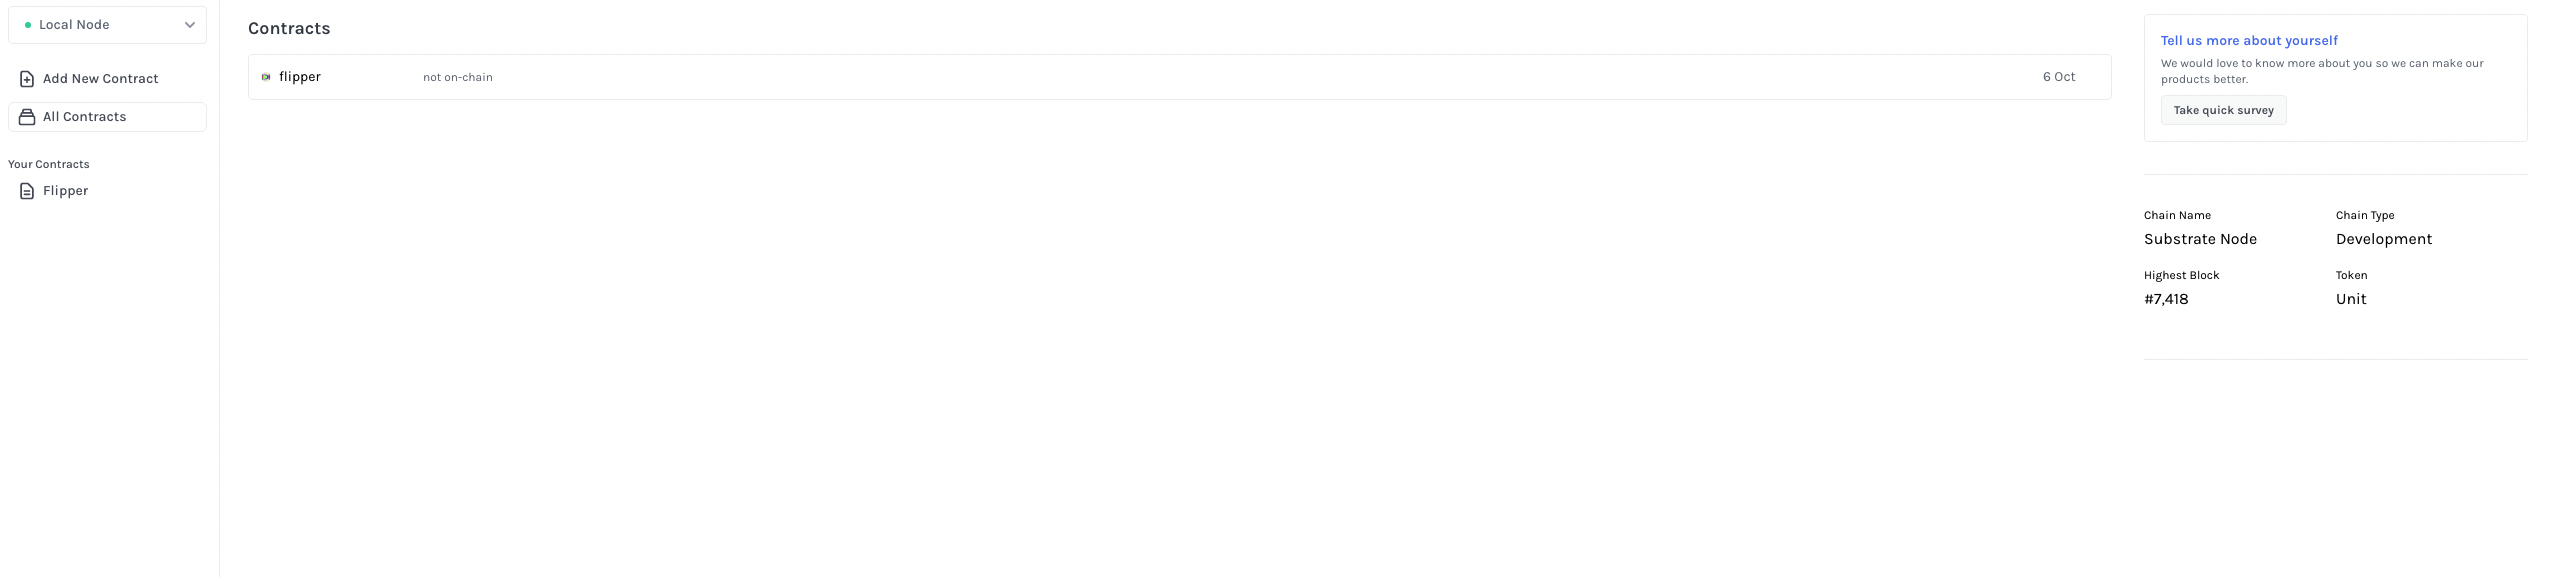 Local Node
Add New Contract
All Contracts
Your Contracts
Flipper
Contracts
flipper not on-chain 6 Oct
Tell us more about yourself
We would love to know more about you so we can make our
products better.
Take quick survey
Chain Name Chain Type
Substrate Node Development
Highest Block Token
#7,418 Unit